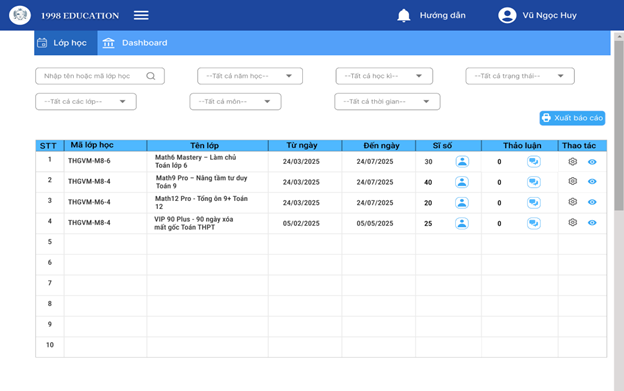 1998 EDUCATION Hướng dẫn Vũ Ngọc Huy
Lớp học Dashboard
Nhập tên hoặc mã lớp học --Tất cả năm học-- --Tất cả học kì-- --Tất cả trạng thái--
--Tất cả các lớp-- --Tất cả môn-- --Tất cả thời gian--
Xuất báo cáo
STT Mã lớp học Tên lớp Từ ngày Đến ngày Sĩ số Thảo luận Thao tác
1 THGVM-M8-6 Math6 Mastery – Làm chủ 24/03/2025 24/07/2025 30 0
Toán lớp 6
2 THGVM-M8-4 Math9 Pro – Nâng tầm tư duy 24/03/2025 24/07/2025 40 0
Toán 9
3 THGVM-M6-4 Math12 Pro - Tổng ôn 9+ Toán 24/03/2025 24/07/2025 20 0
12
4 THGVM-M8-4 VIP 90 Plus - 90 ngày xóa 05/02/2025 05/05/2025 25 0
mất gốc Toán THPT
5
6
7
8
9
10